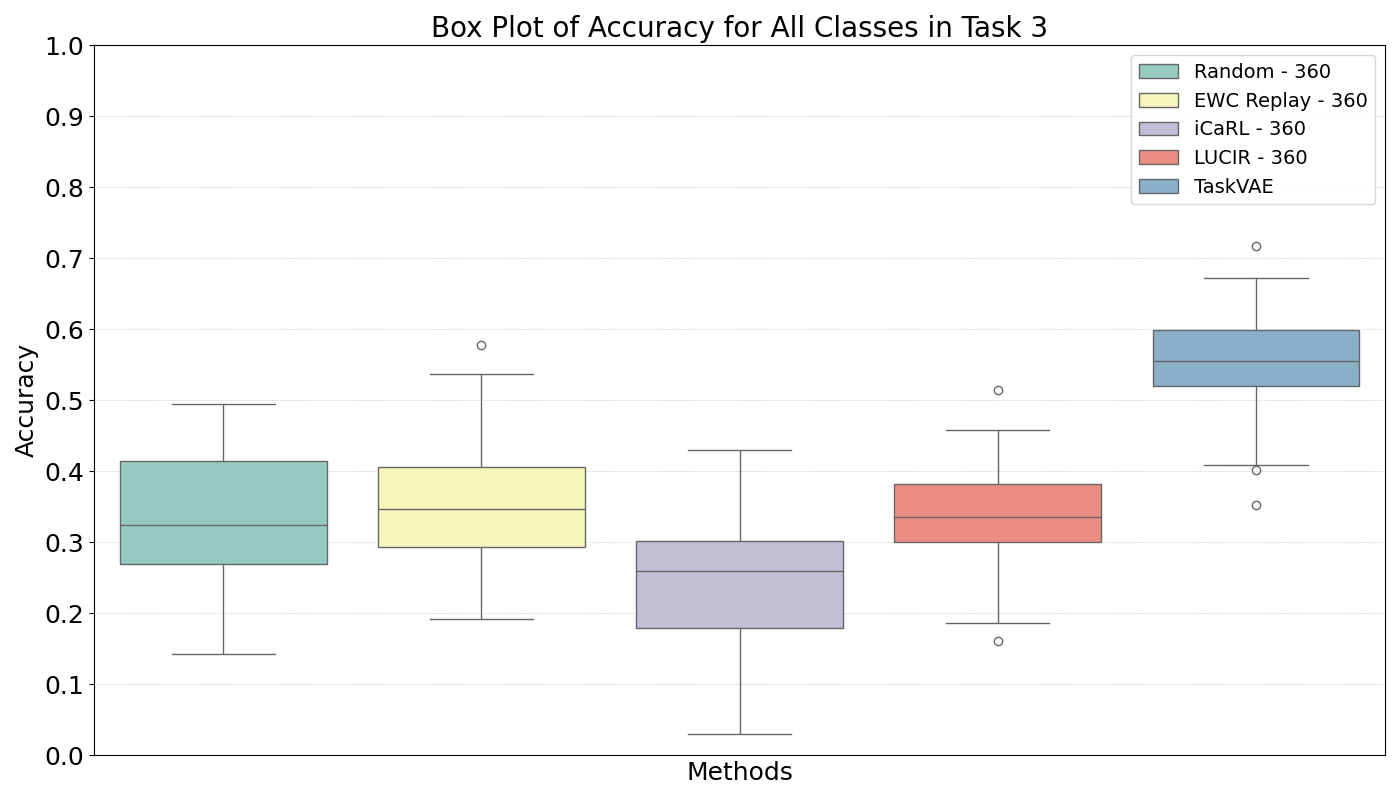 Box Plot of Accuracy for All Classes in Task 3
1.0
0.9
0.8
0.7
0.6
0.5
0.4
0.3
0.2
0.1
0.0
Accuracy
Methods
Random - 360
EWC Replay - 360
iCaRL - 360
LUCIR - 360
TaskVAE